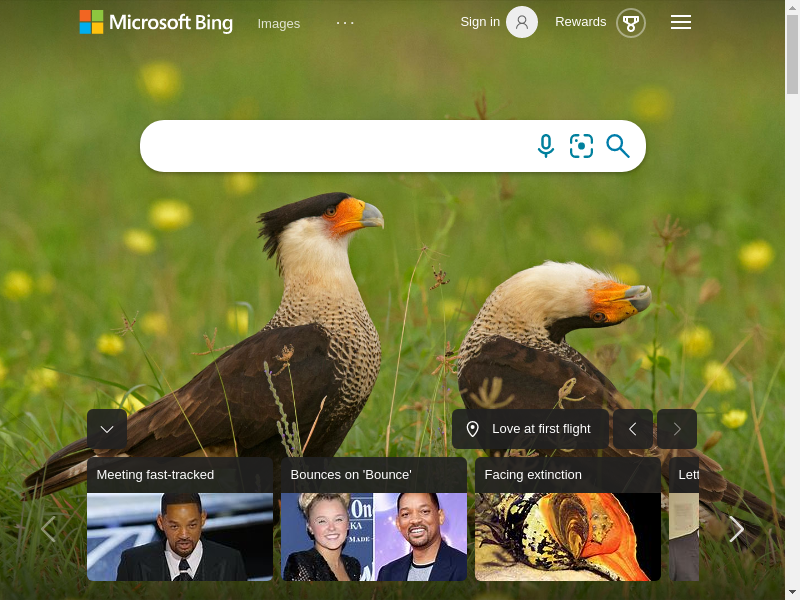 Microsoft Bing
Images
Sign in
Rewards
Love at first flight
Meeting fast-tracked
Bounces on 'Bounce'
Facing extinction
Lett
On
KA
MADE